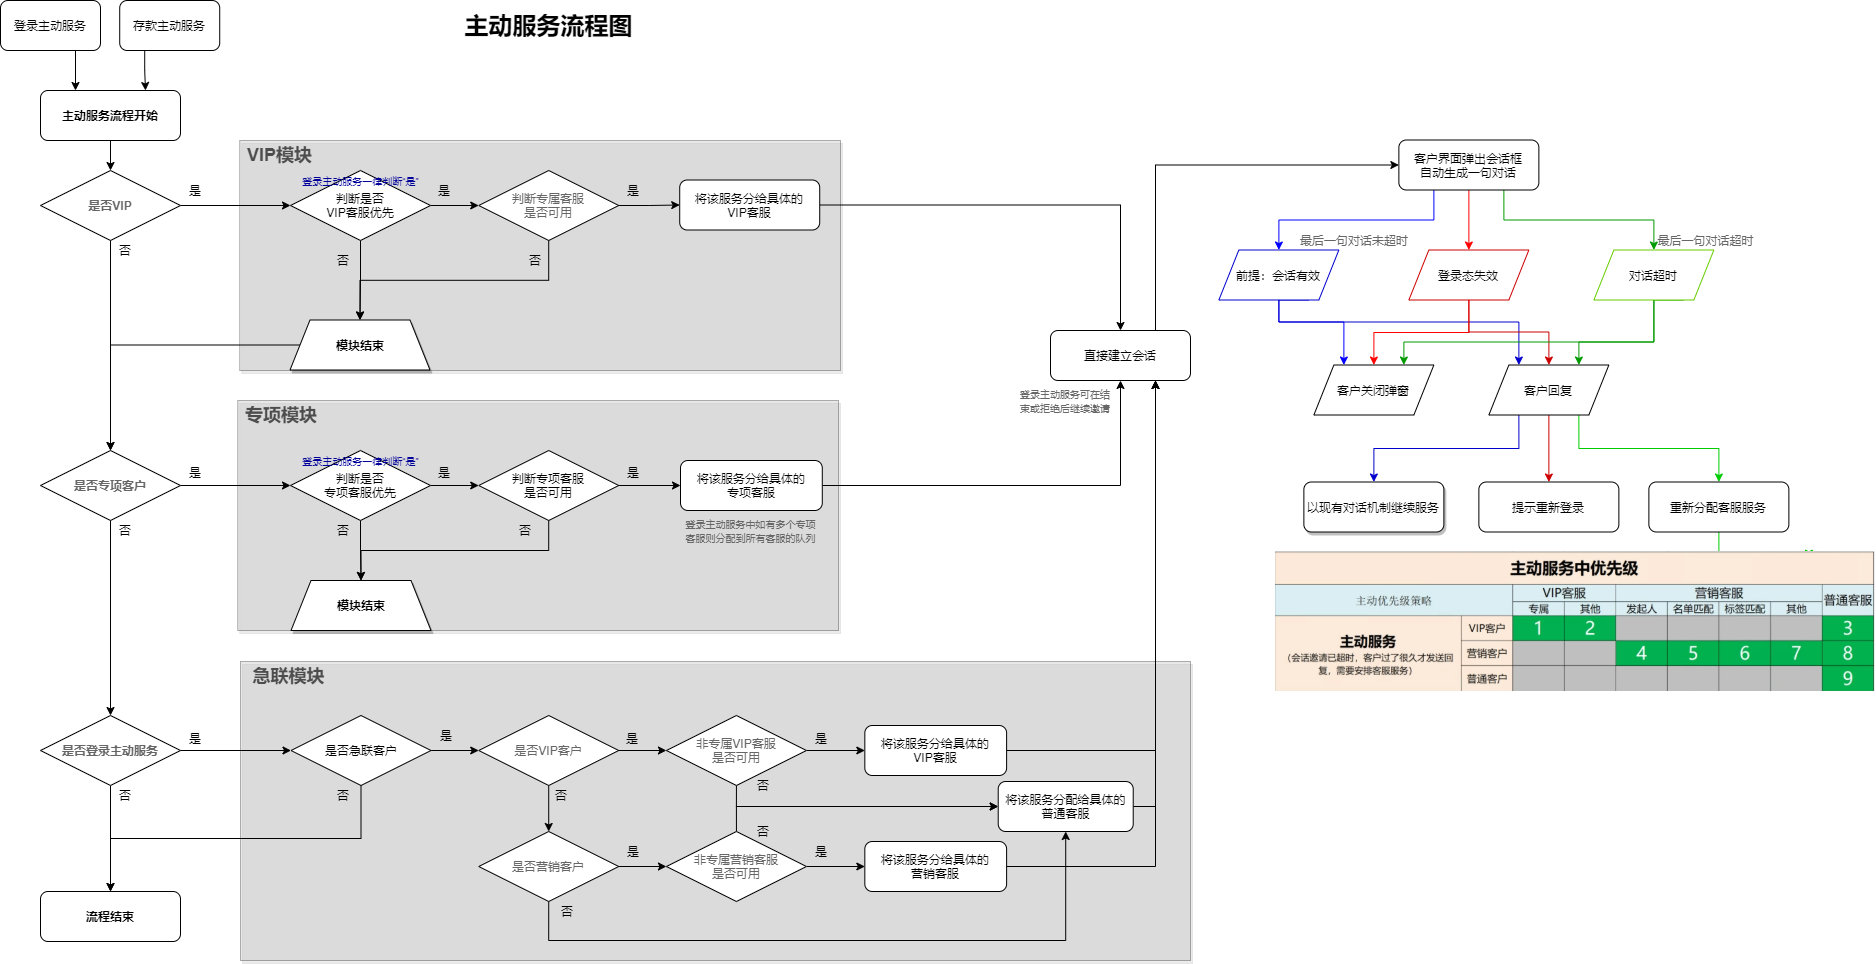 登录主动服务
存款主动服务
主动服务流程图
主动服务流程开始
是否VIP
是
否
VIP模块
登录主动服务一律判断“是”
判断是否
VIP客服优先
是
否
判断专属客服
是否可用
是
否
将该服务分给具体的
VIP客服
模块结束
是否专项客户
是
否
专项模块
登录主动服务一律判断“是”
判断是否
专项客服优先
是
否
判断专项客服
是否可用
是
否
将该服务分给具体的
专项客服
登录主动服务中如有多个专项
客服则分配到所有客服的队列
模块结束
是否登录主动服务
是
否
急联模块
是否急联客户
是
否
是否VIP客户
是
否
非专属VIP客服
是否可用
是
否
将该服务分给具体的
VIP客服
将该服务分配给具体的
普通客服
是否营销客户
是
否
非专属营销客服
是否可用
是
否
将该服务分给具体的
营销客服
流程结束
直接建立会话
登录主动服务可在结
束或拒绝后继续邀请
客户界面弹出会话框
自动生成一句对话
最后一句对话未超时
最后一句对话超时
前提：会话有效
登录态失效
对话超时
客户关闭弹窗
客户回复
以现有对话机制继续服务
提示重新登录
重新分配客服服务
主动服务中优先级
主动优先级策略
VIP客服
营销客服
普通客服
专属
其他
发起人
名单匹配
标签匹配
其他
主动服务
（会话邀请已超时，客户过了很久才发送回
复，需要安排客服服务）
VIP客户
1
2
3
营销客户
4
5
6
7
8
普通客户
9